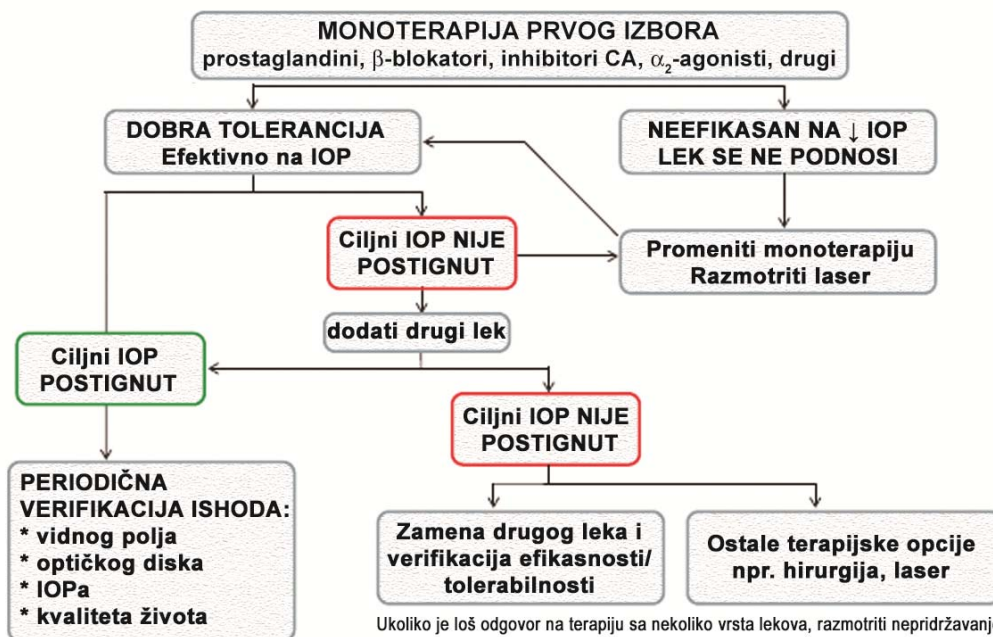 MONOTERAPIJA PRVOG IZBORA
prostaglandini, β-blokatori, inhibitori CA, α₂-agonisti, drugi
DOBRA TOLERANCIJA
Efektivno na IOP
NEEFIKASAN NA ↓ IOP
LEK SE NE PODNOSI
Ciljni IOP NIJE
POSTIGNUT
Promeniti monoterapiju
Razmotriti laser
dodati drugi lek
Ciljni IOP
POSTIGNUT
Ciljni IOP NIJE
POSTIGNUT
PERIODIČNA
VERIFIKACIJA ISHODA:
* vidnog polja
* optičkog diska
* IOPa
* kvaliteta života
Zamena drugog leka i
verifikacija efikasnosti/
tolerabilnosti
Ostale terapijske opcije
npr. hirurgija, laser
Ukoliko je loš odgovor na terapiju sa nekoliko vrsta lekova, razmotriti nepridržavanje